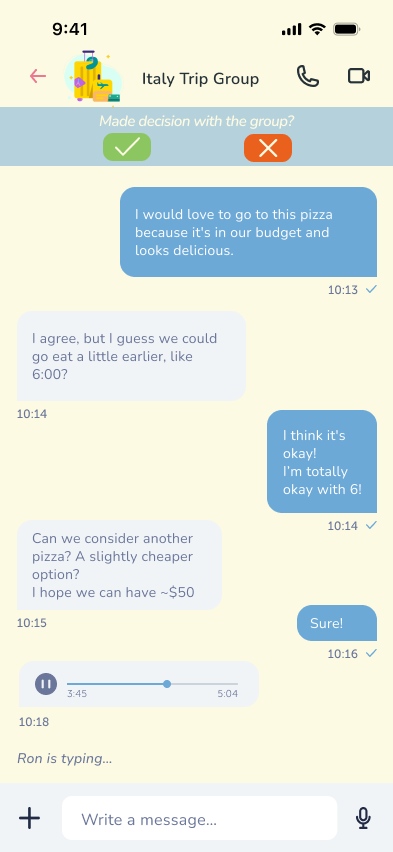 9:41
Italy Trip Group
Made decision with the group?
I would love to go to this pizza
because it's in our budget and
looks delicious.
10:13
I agree, but I guess we could
go eat a little earlier, like
6:00?
10:14
I think it's
okay!
I'm totally
okay with 6!
10:14
Can we consider another
pizza? A slightly cheaper
option?
I hope we can have ~$50
10:15
Sure!
10:16
3:45
5:04
10:18
Ron is typing...
Write a message...